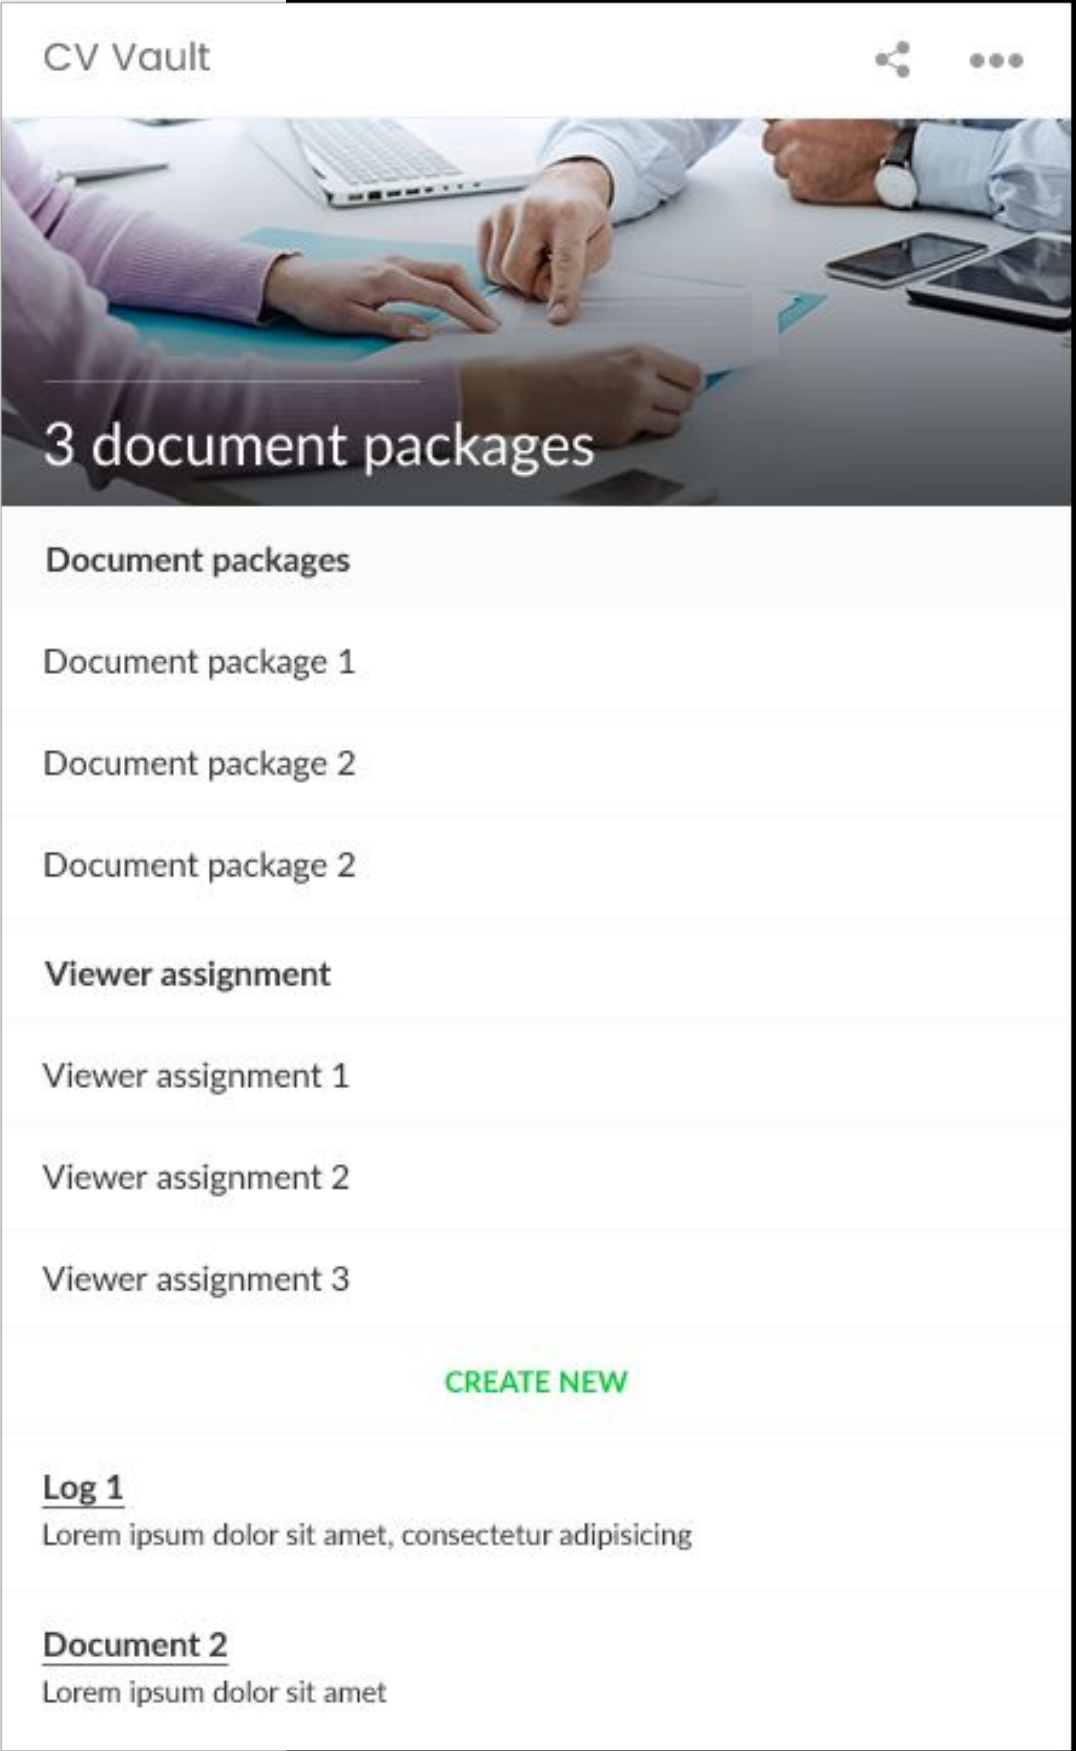 CV Vault
3 document packages
Document packages
Document package 1
Document package 2
Document package 2
Viewer assignment
Viewer assignment 1
Viewer assignment 2
Viewer assignment 3
CREATE NEW
Log 1
Lorem ipsum dolor sit amet, consectetur adipisicing
Document 2
Lorem ipsum dolor sit amet